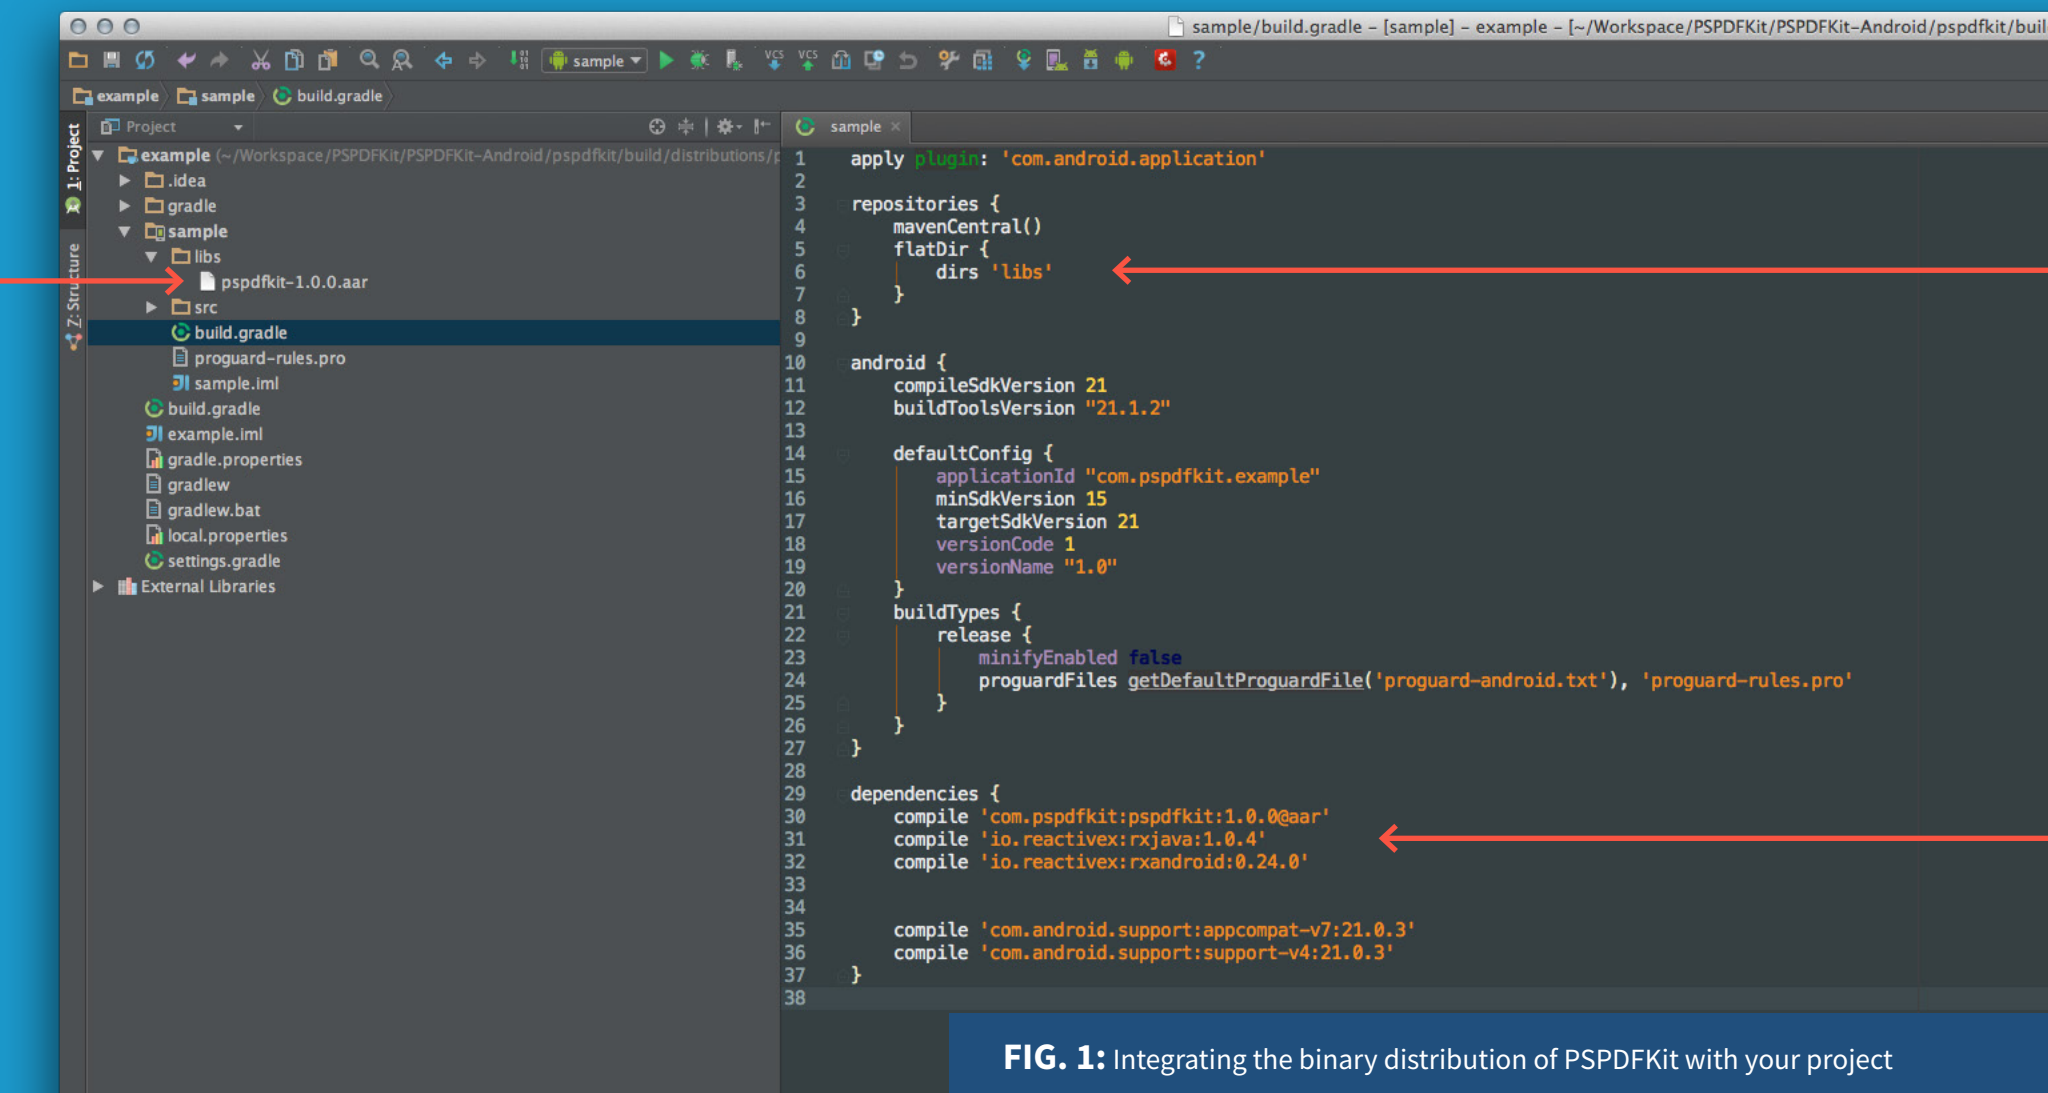 sample/build.gradle – [sample] – example – [~/Workspace/PSPDFKit/PSPDFKit-Android/pspdfkit/buil
sample
VCS VCS
?
example sample build.gradle
1: Project
Z: Structure
Project
example (~/Workspace/PSPDFKit/PSPDFKit-Android/pspdfkit/build/distributions/p
.idea
gradle
sample
libs
pspdfkit-1.0.0.aar
src
build.gradle
proguard-rules.pro
sample.iml
build.gradle
example.iml
gradle.properties
gradlew
gradlew.bat
local.properties
settings.gradle
External Libraries
sample
1 apply plugin: 'com.android.application'
2
3 repositories {
4 mavenCentral()
5 flatDir {
6 dirs 'libs'
7 }
8 }
9
10 android {
11 compileSdkVersion 21
12 buildToolsVersion "21.1.2"
13
14 defaultConfig {
15 applicationId "com.pspdfkit.example"
16 minSdkVersion 15
17 targetSdkVersion 21
18 versionCode 1
19 versionName "1.0"
20 }
21 buildTypes {
22 release {
23 minifyEnabled false
24 proguardFiles getDefaultProguardFile('proguard-android.txt'), 'proguard-rules.pro'
25 }
26 }
27 }
28
29 dependencies {
30 compile 'com.pspdfkit:pspdfkit:1.0.0@aar'
31 compile 'io.reactivex:rxjava:1.0.4'
32 compile 'io.reactivex:rxandroid:0.24.0'
33
34
35 compile 'com.android.support:appcompat-v7:21.0.3'
36 compile 'com.android.support:support-v4:21.0.3'
37 }
38
FIG. 1: Integrating the binary distribution of PSPDFKit with your project